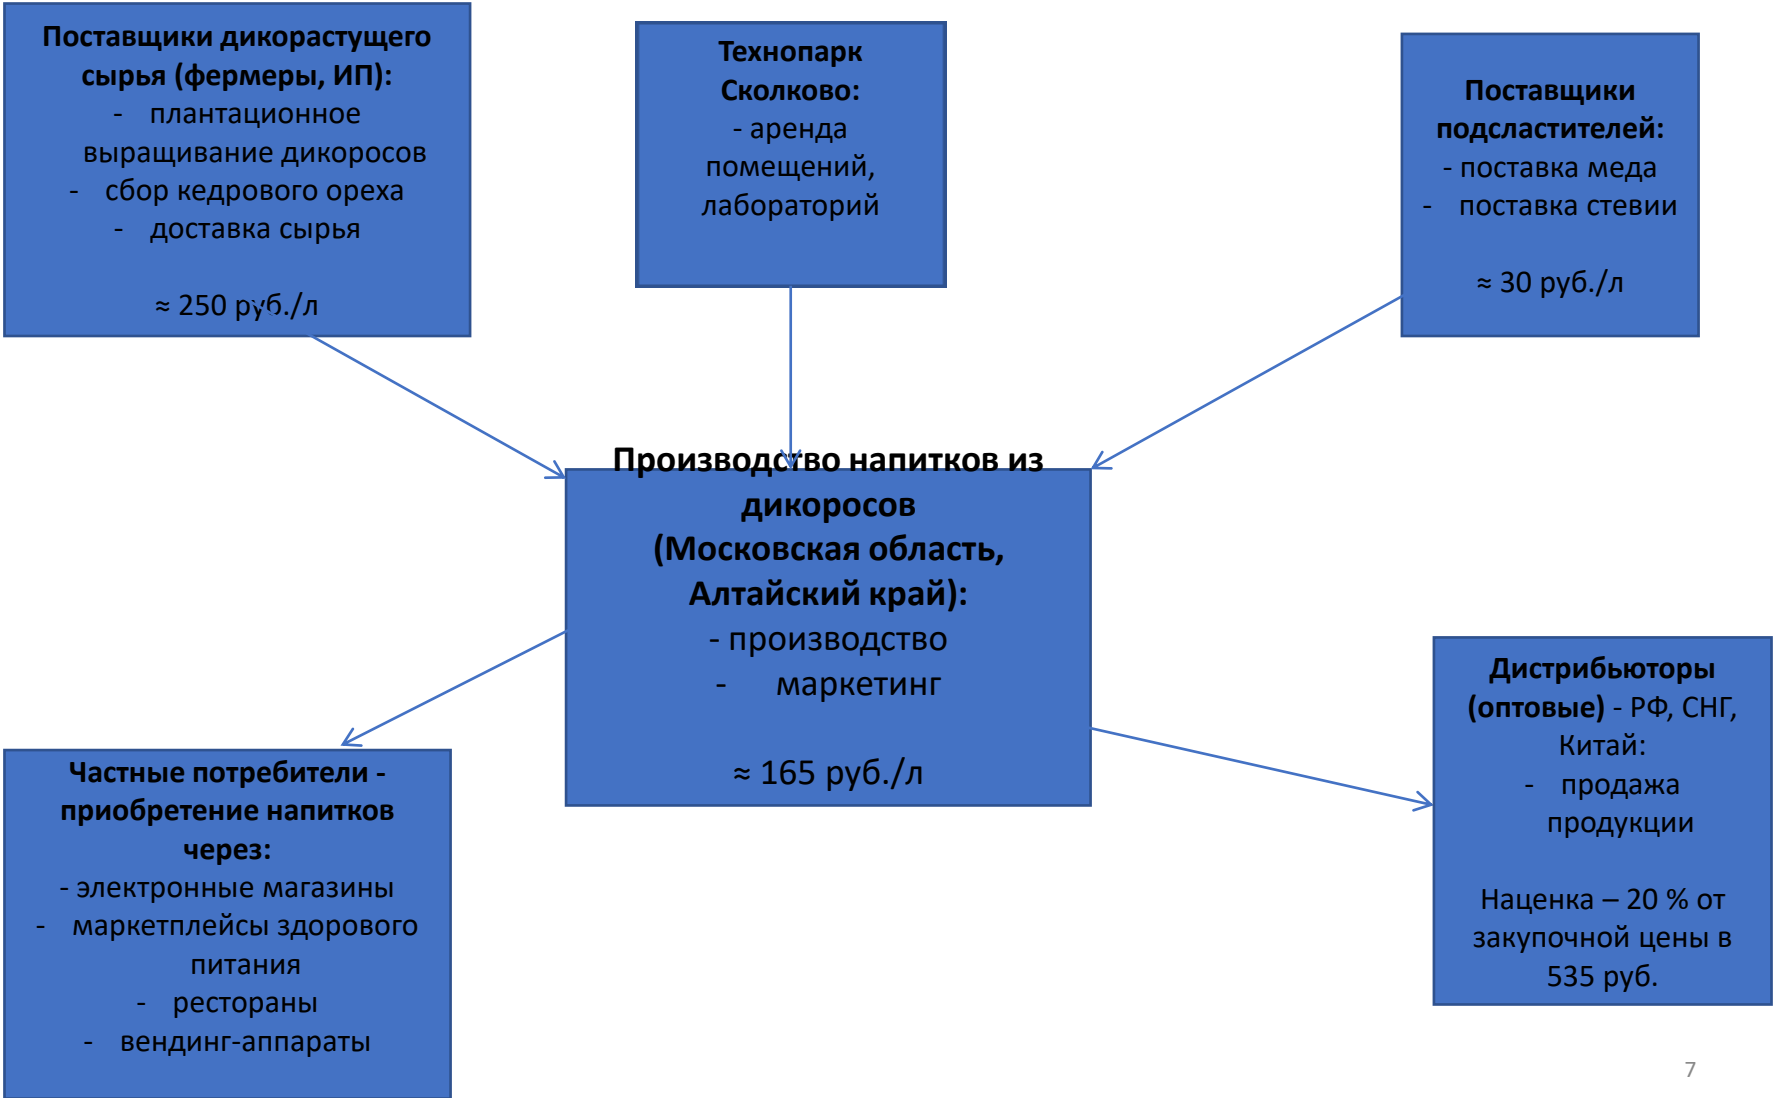 Поставщики дикорастущего
сырья (фермеры, ИП):
- плантационное
выращивание дикоросов
- сбор кедрового ореха
- доставка сырья
≈ 250 руб./л
Технопарк
Сколково:
- аренда
помещений,
лабораторий
Поставщики
подсластителей:
- поставка меда
- поставка стевии
≈ 30 руб./л
Производство напитков из
дикоросов
(Московская область,
Алтайский край):
- производство
- маркетинг
≈ 165 руб./л
Частные потребители -
приобретение напитков
через:
- электронные магазины
- маркетплейсы здорового
питания
- рестораны
- вендинг-аппараты
Дистрибьюторы
(оптовые) - РФ, СНГ,
Китай:
- продажа
продукции
Наценка – 20 % от
закупочной цены в
535 руб.
7